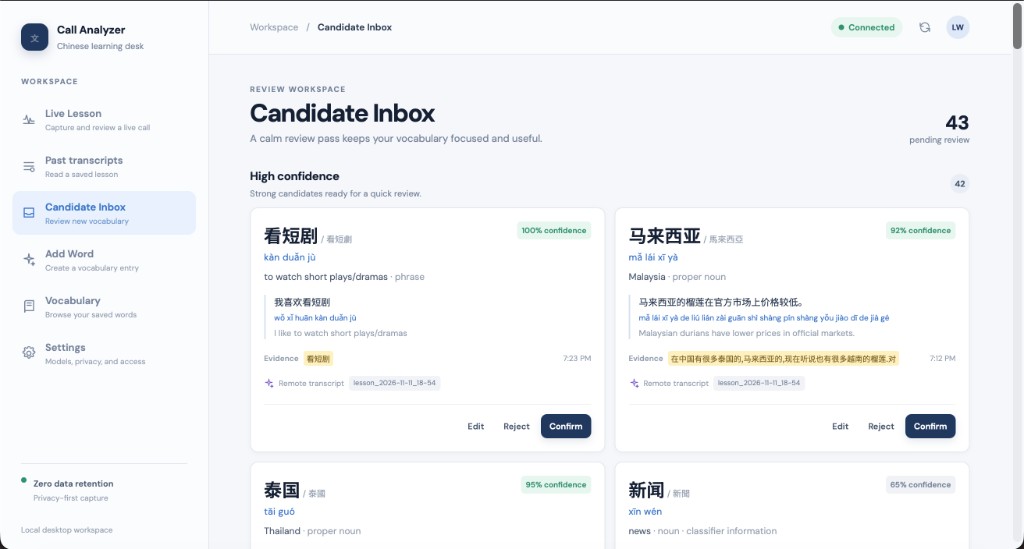 文
Call Analyzer
Chinese learning desk
WORKSPACE
Live Lesson
Capture and review a live call
Past transcripts
Read a saved lesson
Candidate Inbox
Review new vocabulary
Add Word
Create a vocabulary entry
Vocabulary
Browse your saved words
Settings
Models, privacy, and access
Zero data retention
Privacy-first capture
Local desktop workspace
Workspace / Candidate Inbox
Connected
LW
REVIEW WORKSPACE
Candidate Inbox
A calm review pass keeps your vocabulary focused and useful.
43
pending review
High confidence
Strong candidates ready for a quick review.
42
看短剧 / 看短劇
100% confidence
kàn duǎn jù
to watch short plays/dramas · phrase
我喜欢看短剧
wǒ xǐ huān kàn duǎn jù
I like to watch short plays/dramas
Evidence 看短剧 7:23 PM
Remote transcript lesson_2026-11-11_18-54
Edit Reject Confirm
马来西亚 / 馬來西亞
92% confidence
mǎ lái xī yà
Malaysia · proper noun
马来西亚的榴莲在官方市场上价格较低。
mǎ lái xī yà de liú lián zài guān shì shàng pín shàng yǒu jiào dī de jià gé
Malaysian durians have lower prices in official markets.
Evidence 在中国有很多泰国的,马来西亚的,现在听说也有很多越南的榴莲.对 7:12 PM
Remote transcript lesson_2026-11-11_18-54
Edit Reject Confirm
泰国 / 泰國
95% confidence
tài guó
Thailand · proper noun
新闻 / 新聞
65% confidence
xīn wén
news · noun · classifier information